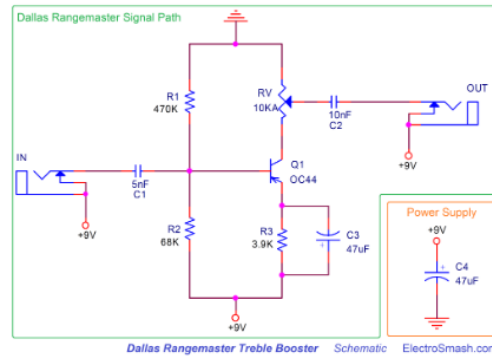 Dallas Rangemaster Signal Path
R1
470K
RV
10KA
10nF
C2
OUT
+9V
IN
5nF
C1
Q1
OC44
+9V
R2
68K
R3
3.9K
C3
47uF
+9V
Power Supply
+9V
C4
47uF
Dallas Rangemaster Treble Booster Schematic ElectroSmash.com